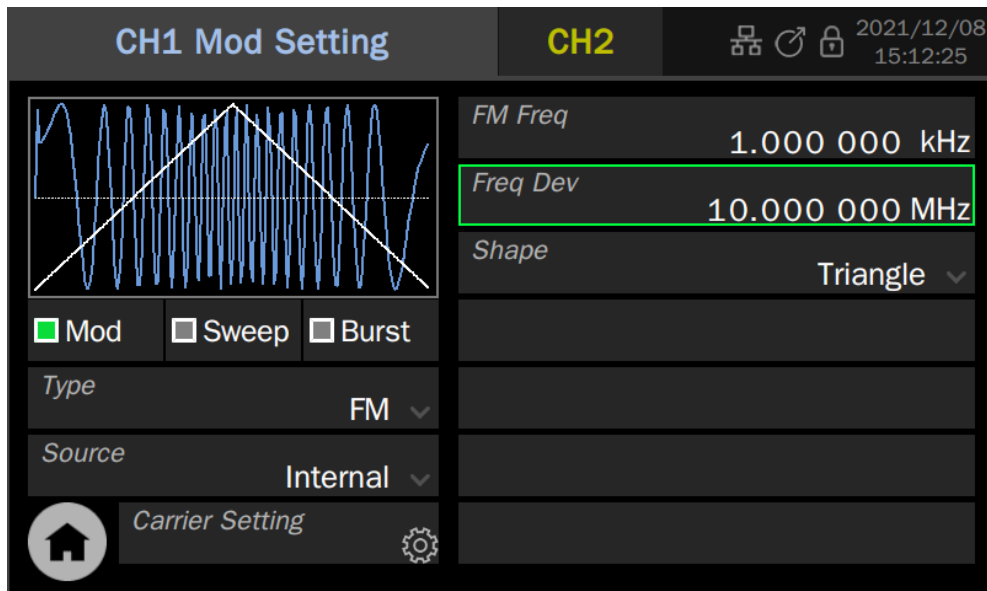 CH1 Mod Setting
CH2
2021/12/08
15:12:25
FM Freq
1.000 000 kHz
Freq Dev
10.000 000 MHz
Shape
Triangle
Mod
Sweep
Burst
Type
FM
Source
Internal
Carrier Setting